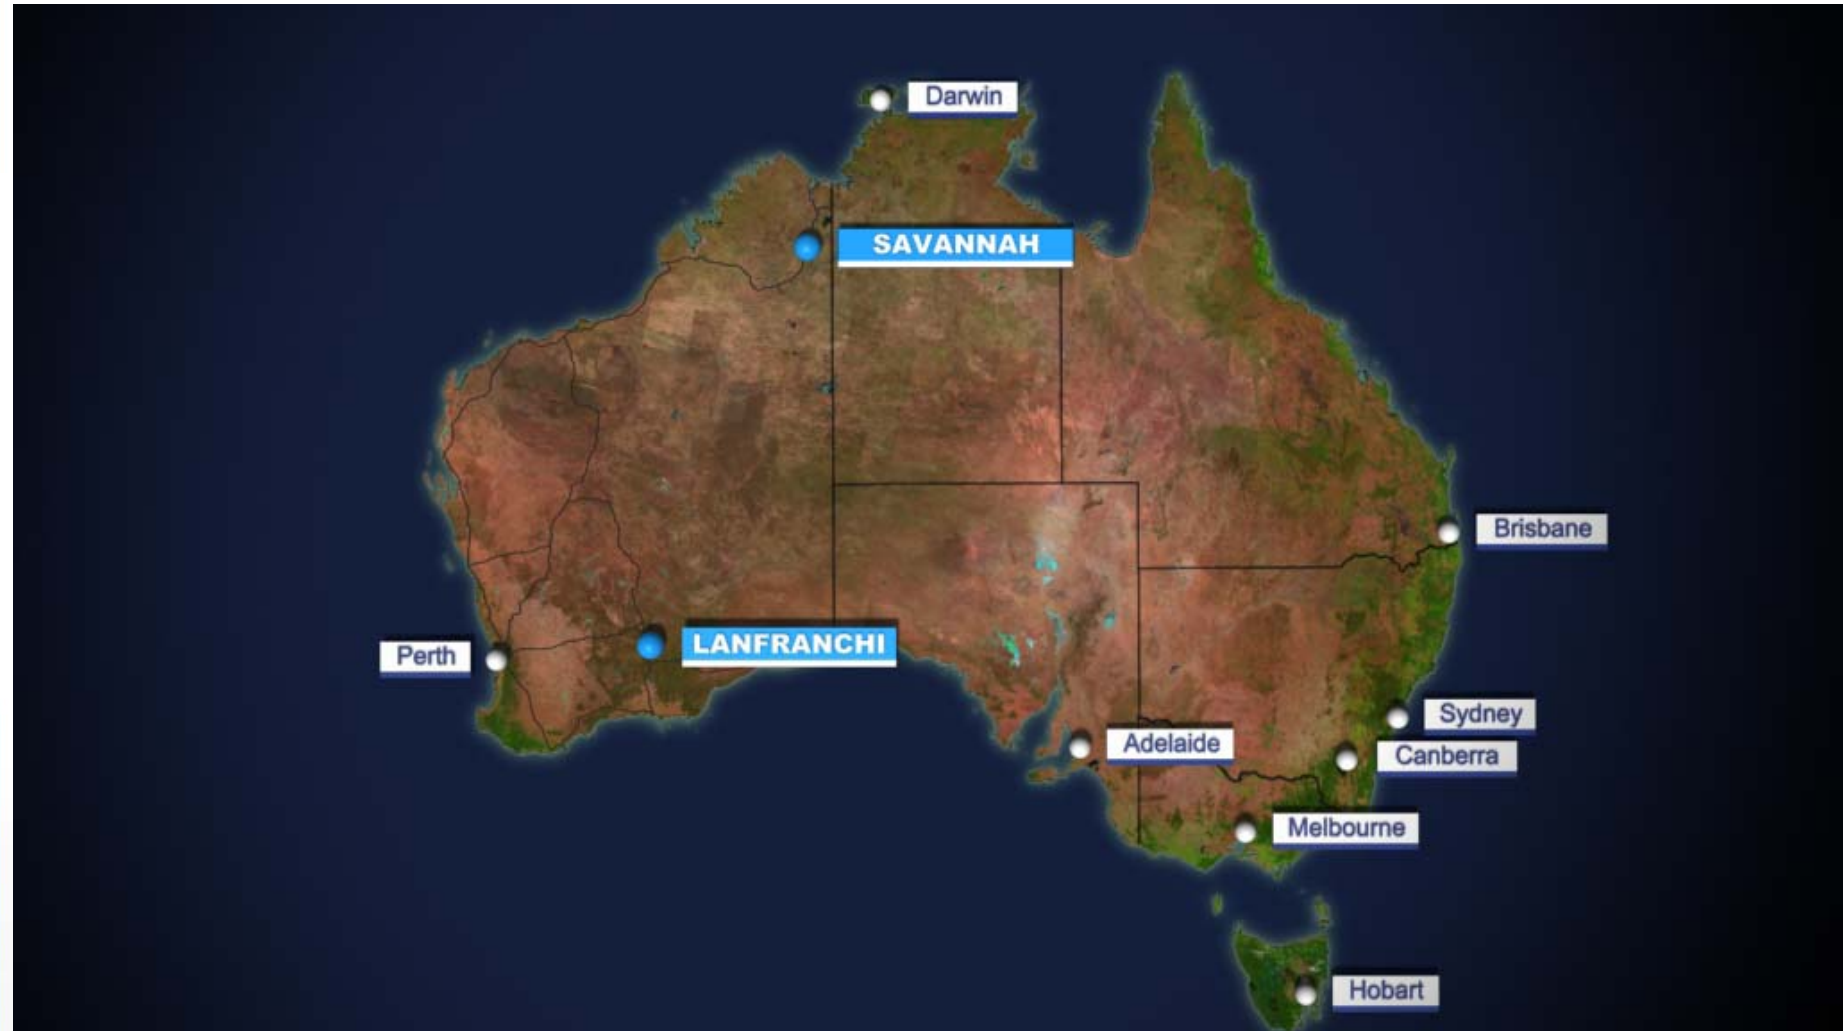 Darwin
SAVANNAH
Brisbane
LANFRANCHI
Perth
Sydney
Adelaide
Canberra
Melbourne
Hobart